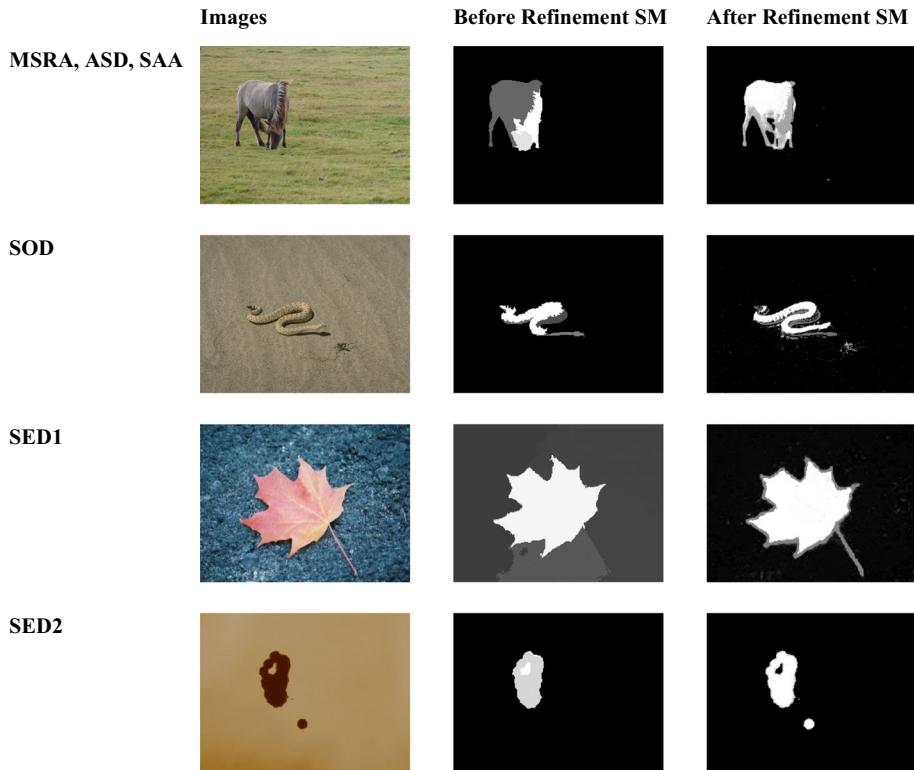 Images Before Refinement SM After Refinement SM
MSRA, ASD, SAA
SOD
SED1
SED2